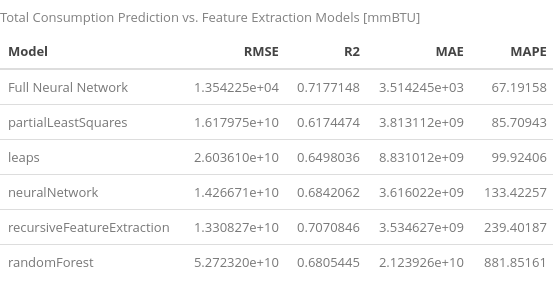 Total Consumption Prediction vs. Feature Extraction Models [mmBTU]
Model RMSE R2 MAE MAPE
Full Neural Network 1.354225e+04 0.7177148 3.514245e+03 67.19158
partialLeastSquares 1.617975e+10 0.6174474 3.813112e+09 85.70943
leaps 2.603610e+10 0.6498036 8.831012e+09 99.92406
neuralNetwork 1.426671e+10 0.6842062 3.616022e+09 133.42257
recursiveFeatureExtraction 1.330827e+10 0.7070846 3.534627e+09 239.40187
randomForest 5.272320e+10 0.6805445 2.123926e+10 881.85161